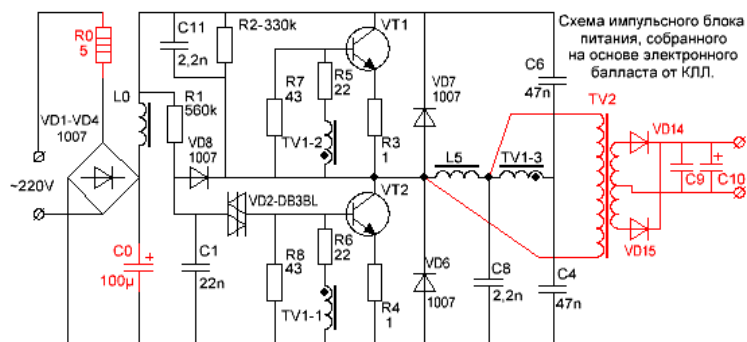 Схема импульсного блока
питания, собранного
на основе электронного
балласта от КЛЛ.
R0
5
C11
2,2n
R2-330k
VT1
C6
47n
L0
R1
560k
R7
43
R5
22
VD7
1007
TV2
VD1-VD4
1007
VD8
1007
TV1-2
R3
1
L5
TV1-3
VD14
~220V
VD2-DB3BL
VT2
C9
C10
C0
100µ
C1
22n
R8
43
R6
22
VD6
1007
C8
2,2n
C4
47n
VD15
TV1-1
R4
1